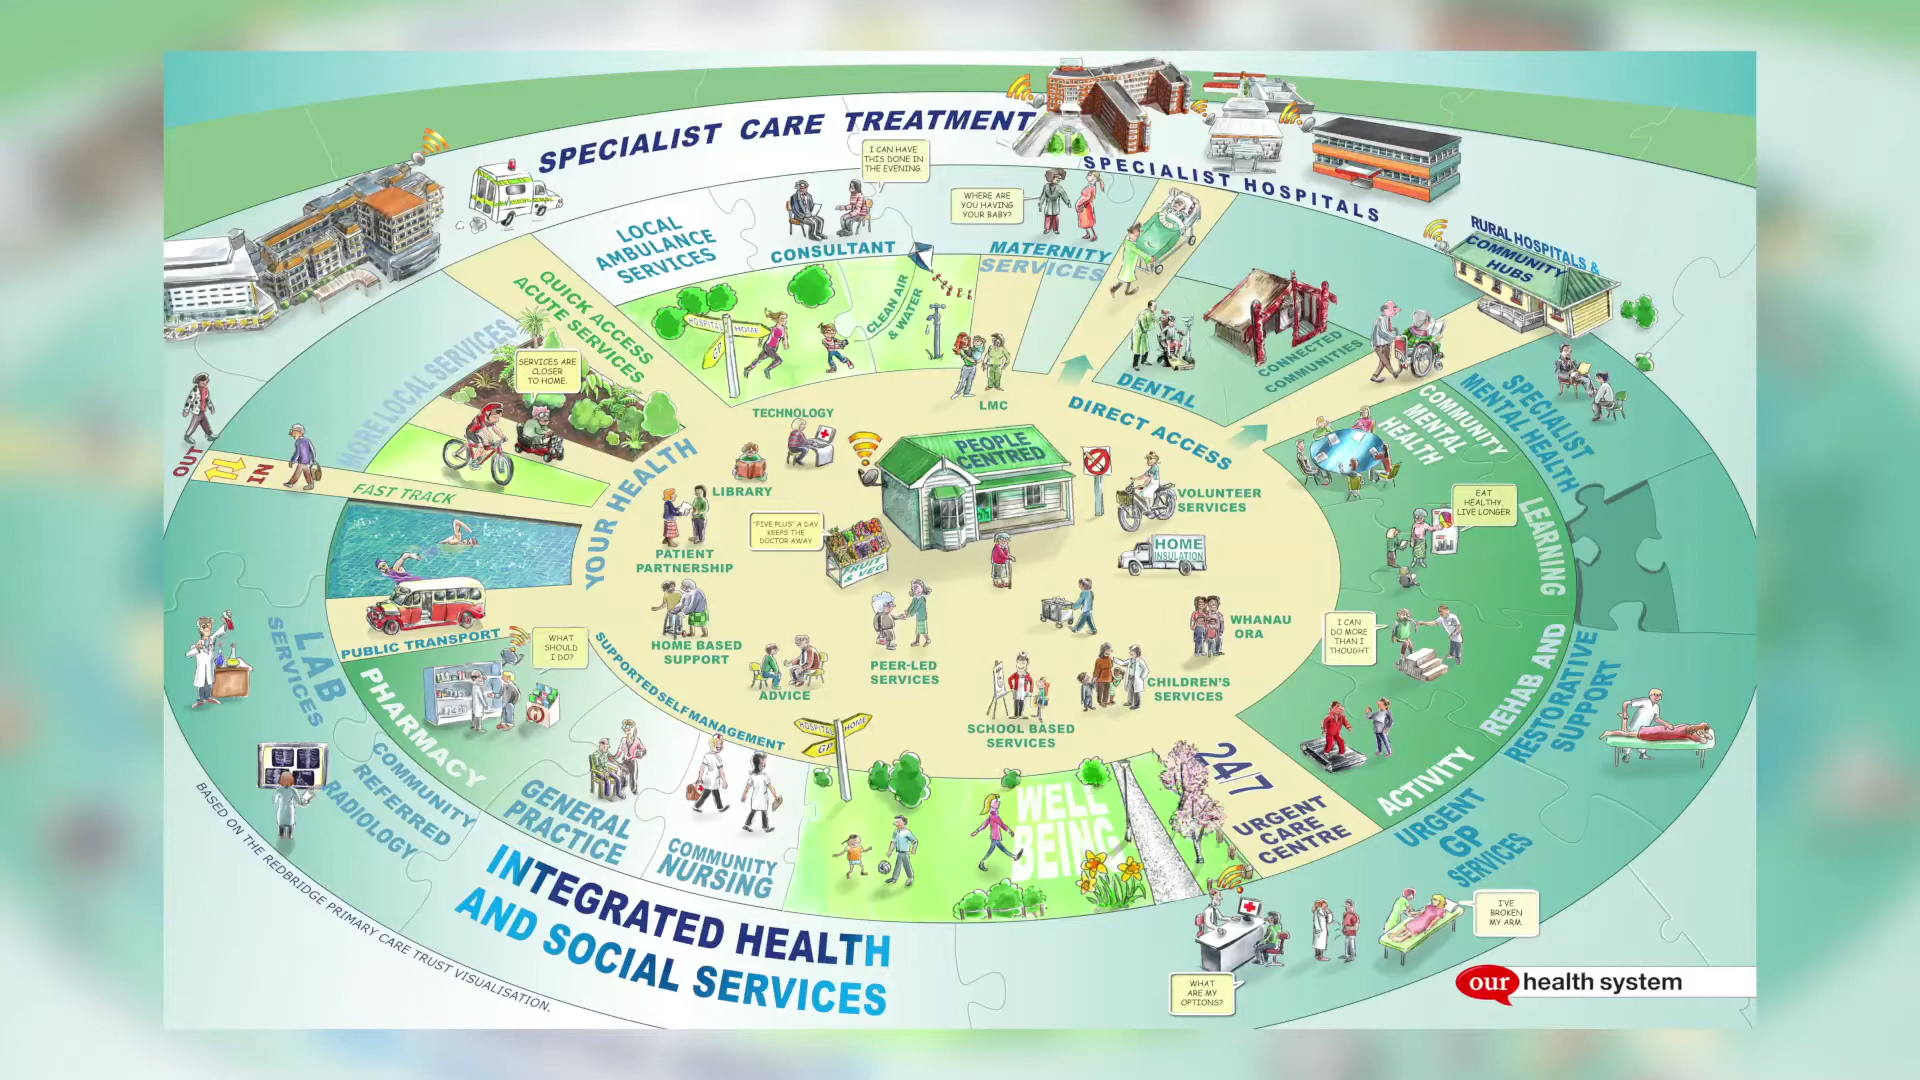 SPECIALIST CARE TREATMENT
I CAN HAVE
THIS DONE IN
THE EVENING.
WHERE ARE
YOU HAVING
YOUR BABY?
SPECIALIST HOSPITALS
RURAL HOSPITALS &
COMMUNITY
HUBS
LOCAL
AMBULANCE
SERVICES
CONSULTANT
MATERNITY
SERVICES
QUICK ACCESS
ACUTE SERVICES
HOSPITAL
HOME
GP
CLEAN AIR
& WATER
MORE LOCAL SERVICES
SERVICES ARE
CLOSER
TO HOME.
CONNECTED
COMMUNITIES
DENTAL
LMC
DIRECT ACCESS
COMMUNITY
MENTAL
HEALTH
SPECIALIST
MENTAL HEALTH
OUT
IN
FAST TRACK
YOUR HEALTH
TECHNOLOGY
LIBRARY
PEOPLE
CENTRED
VOLUNTEER
SERVICES
EAT
HEALTHY,
LIVE LONGER
LEARNING
PATIENT
PARTNERSHIP
"FIVE PLUS" A DAY
KEEPS THE
DOCTOR AWAY
FRUIT
& VEG
HOME
INSULATION
PUBLIC TRANSPORT
WHAT
SHOULD
I DO?
HOME BASED
SUPPORT
ADVICE
PEER-LED
SERVICES
WHANAU
ORA
CHILDREN'S
SERVICES
SCHOOL BASED
SERVICES
I CAN
DO MORE
THAN I
THOUGHT
REHAB AND
ACTIVITY
RESTORATIVE
SUPPORT
LAB
SERVICES
PHARMACY
SUPPORTED SELF MANAGEMENT
HOSPITAL
HOME
GP
COMMUNITY
REFERRED
RADIOLOGY
GENERAL
PRACTICE
COMMUNITY
NURSING
WELL
BEING
24/7
URGENT
CARE
CENTRE
URGENT
GP
SERVICES
I'VE
BROKEN
MY ARM.
WHAT
ARE MY
OPTIONS?
INTEGRATED HEALTH
AND SOCIAL SERVICES
BASED ON THE REDBRIDGE PRIMARY CARE TRUST VISUALISATION.
our health system